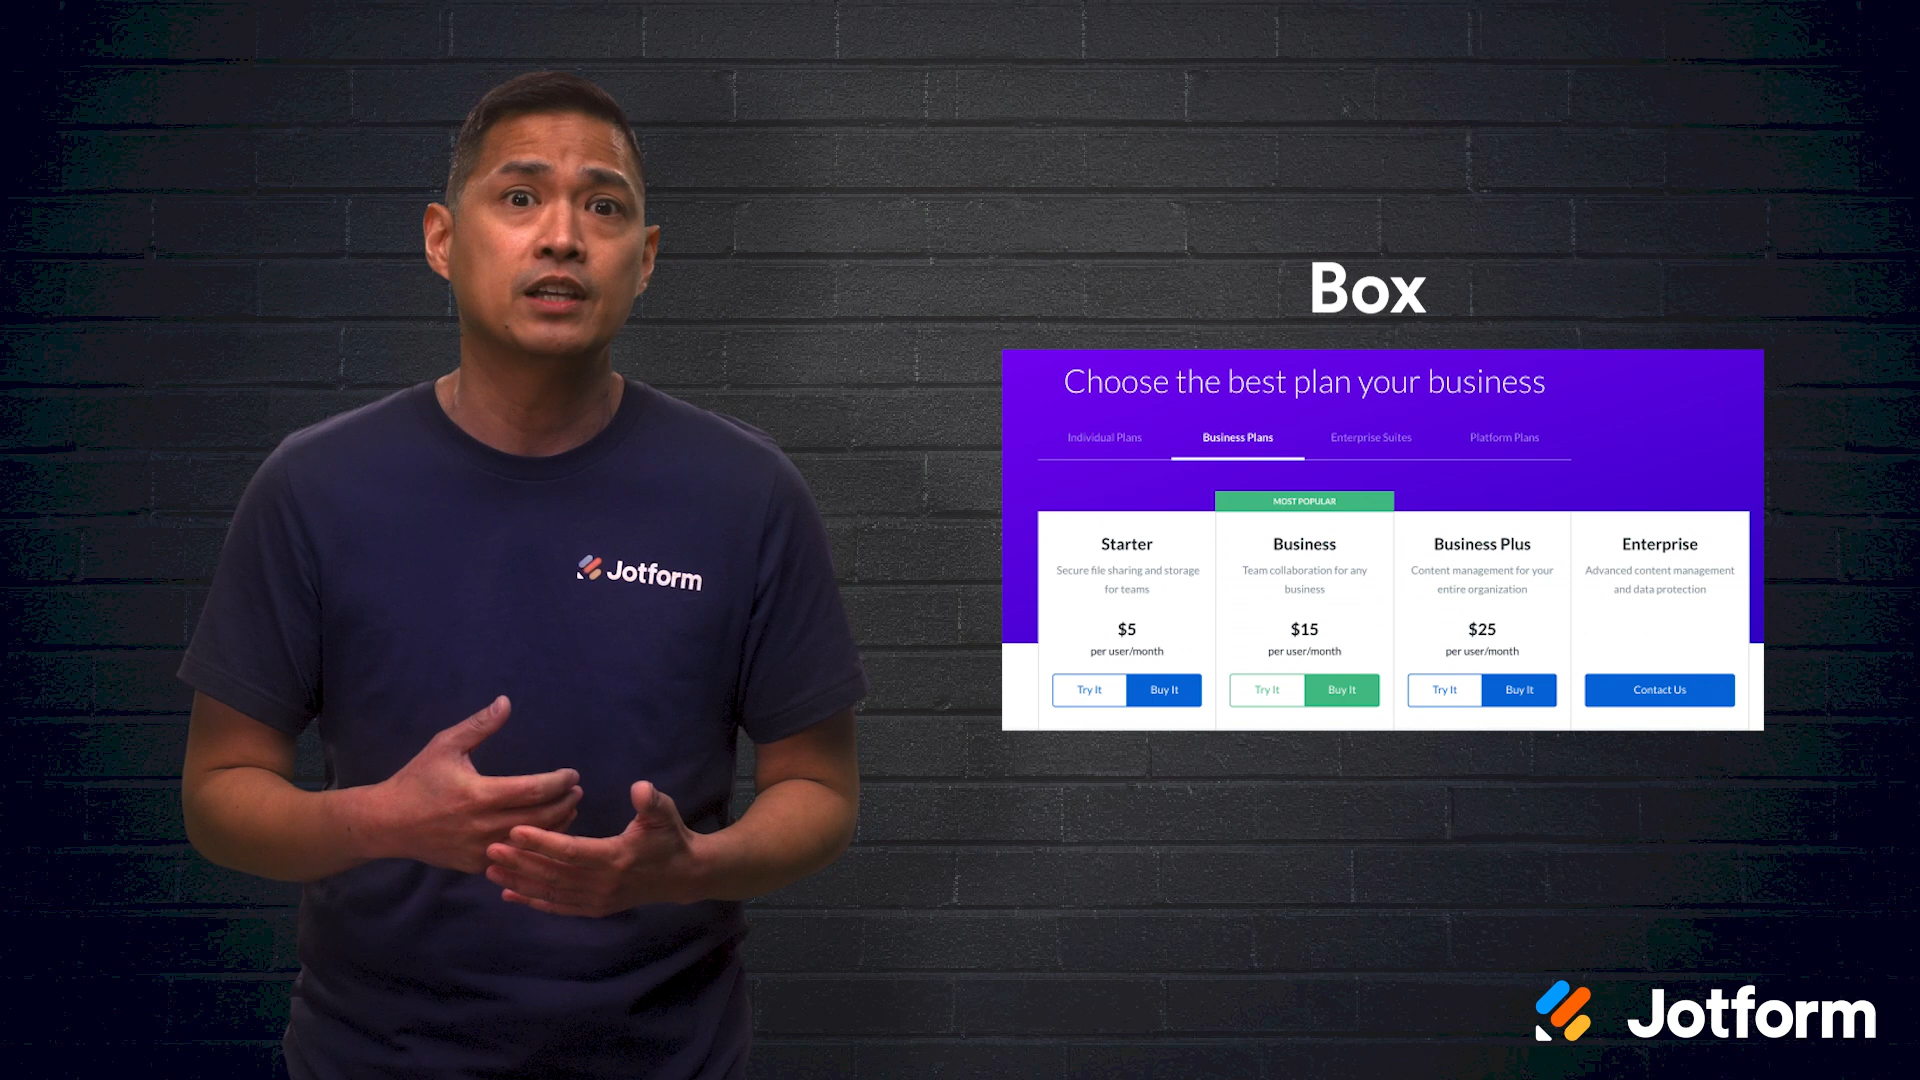 Box
Choose the best plan your business
Individual Plans
Business Plans
Enterprise Suites
Platform Plans
MOST POPULAR
Starter
Secure file sharing and storage
for teams
$5
per user/month
Try It
Buy It
Business
Team collaboration for any
business
$15
per user/month
Try It
Buy It
Business Plus
Content management for your
entire organization
$25
per user/month
Try It
Buy It
Enterprise
Advanced content management
and data protection
Contact Us
Jotform
Jotform